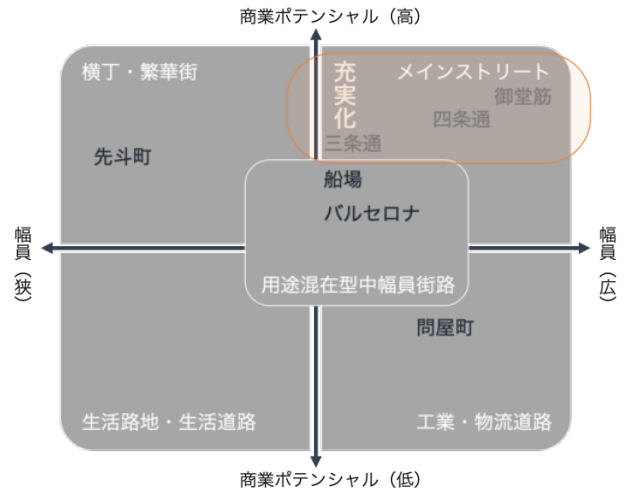 商業ポテンシャル（高）
横丁・繁華街
充実化
メインストリート
御堂筋
四条通
三条通
先斗町
船場
バルセロナ
幅員（狭）
幅員（広）
用途混在型中幅員街路
問屋町
生活路地・生活道路
工業・物流道路
商業ポテンシャル（低）